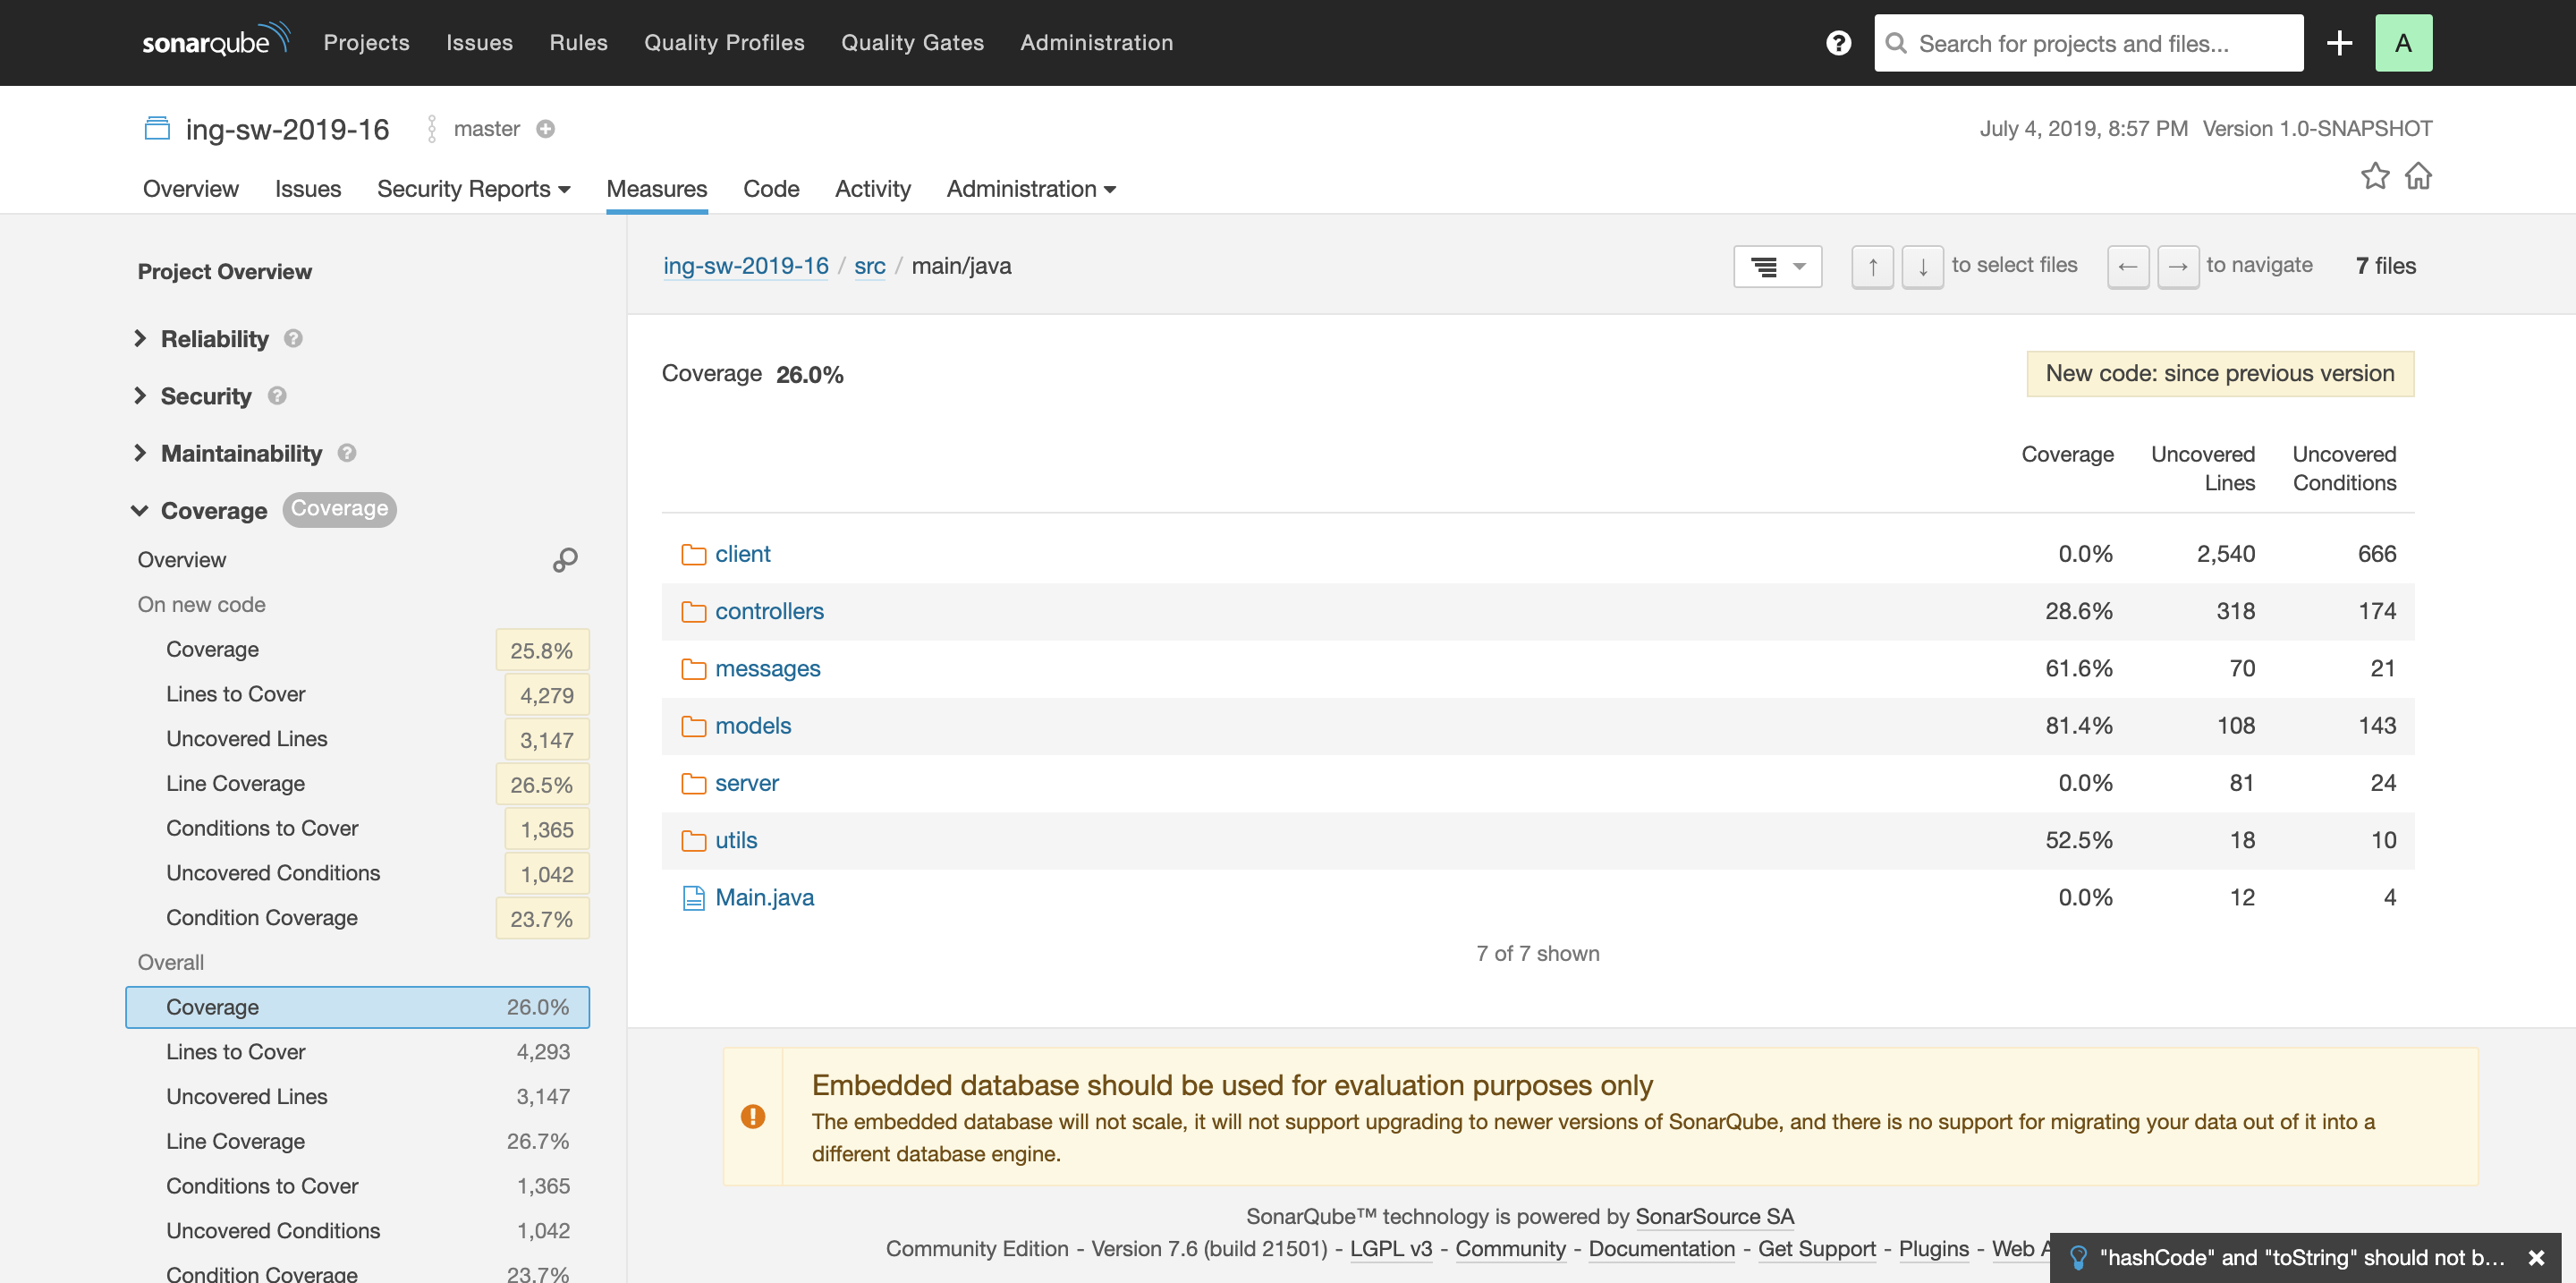 sonarqube Projects Issues Rules Quality Profiles Quality Gates Administration Search for projects and files... A
ing-sw-2019-16 master July 4, 2019, 8:57 PM Version 1.0-SNAPSHOT
Overview Issues Security Reports Measures Code Activity Administration
Project Overview
Reliability
Security
Maintainability
Coverage Coverage
Overview
On new code
Coverage 25.8%
Lines to Cover 4,279
Uncovered Lines 3,147
Line Coverage 26.5%
Conditions to Cover 1,365
Uncovered Conditions 1,042
Condition Coverage 23.7%
Overall
Coverage 26.0%
Lines to Cover 4,293
Uncovered Lines 3,147
Line Coverage 26.7%
Conditions to Cover 1,365
Uncovered Conditions 1,042
Condition Coverage 23.7%
ing-sw-2019-16 / src / main/java ↑ ↓ to select files ← → to navigate 7 files
Coverage 26.0% New code: since previous version
Coverage Uncovered Lines Uncovered Conditions
client 0.0% 2,540 666
controllers 28.6% 318 174
messages 61.6% 70 21
models 81.4% 108 143
server 0.0% 81 24
utils 52.5% 18 10
Main.java 0.0% 12 4
7 of 7 shown
Embedded database should be used for evaluation purposes only
The embedded database will not scale, it will not support upgrading to newer versions of SonarQube, and there is no support for migrating your data out of it into a
different database engine.
SonarQube™ technology is powered by SonarSource SA
Community Edition - Version 7.6 (build 21501) - LGPL v3 - Community - Documentation - Get Support - Plugins - Web A
"hashCode" and "toString" should not b...